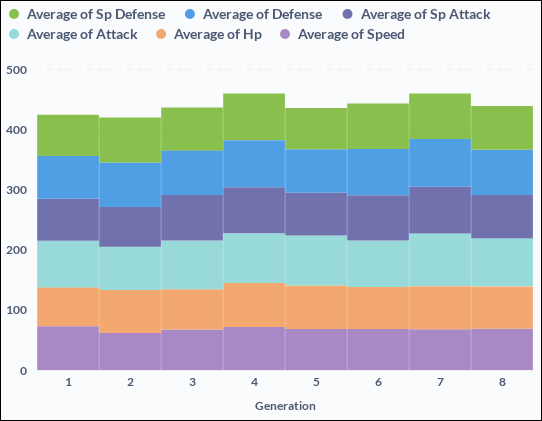 Average of Sp Defense Average of Defense Average of Sp Attack
Average of Attack Average of Hp Average of Speed
500
400
300
200
100
0
1 2 3 4 5 6 7 8
Generation